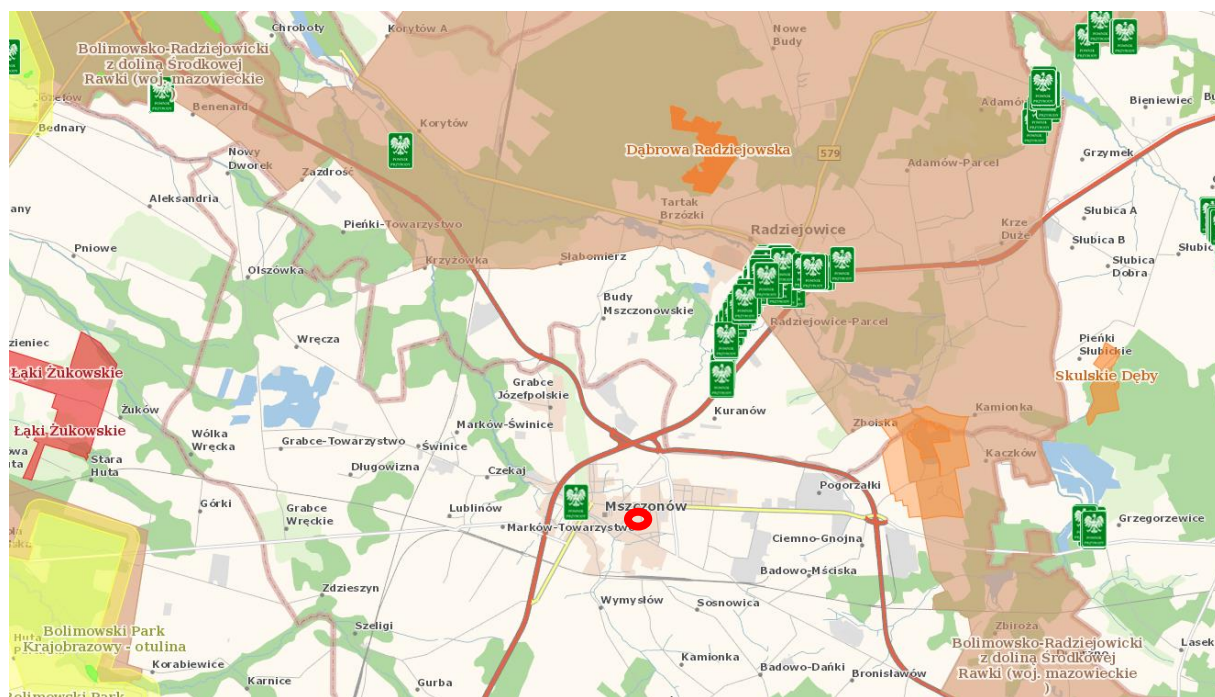 Chroboty
Korytów A
Nowe
Budy
Bolimowsko-Radziejowicki
z doliną Środkowej
Rawki (woj. mazowieckie
Józefów
Benenard
Bednary
Korytów
Adamów
Bieniewiec
Nowy
Dworek
Zazdrość
Dąbrowa Radziejowska
579
Adamów-Parcel
Grzymek
Aleksandria
any
Tartak
Brzózki
Pieńki-Towarzystwo
Radziejowice
Krze
Duże
Słubica A
Pniowe
Słubica B
Olszówka
Krzyżówka
Słabomierz
Słubica
Dobra
Budy
Mszczonowskie
Radziejowice-Parcel
Wręcza
Pieńki
Słubickie
zieniec
Łąki Żukowskie
Skulskie Dęby
Grabce
Józefpolskie
Żuków
Kuranów
Kamionka
Zboiska
Marków-Świnice
Łąki Żukowskie
Wólka
Wręcka
Grabce-Towarzystwo
Świnice
Stara
Huta
Kaczków
Długowizna
Czekaj
Pogorzałki
Górki
Grabce
Wręckie
Lublinów
Mszczonów
Marków-Towarzystwo
Grzegorzewice
Ciemno-Gnojna
Badowo-Mściska
Zdzieszyn
Wymysłów
Sosnowica
Szeligi
Zbiroża
Bolimowski Park
Krajobrazowy - otulina
Korabiewice
Bolimowsko-Radziejowicki
z doliną Środkowej
Rawki (woj. mazowieckie
Lasek
Kamionka
Badowo-Dańki
Bronisławów
Karnice
Gurba
Bolimowski Park